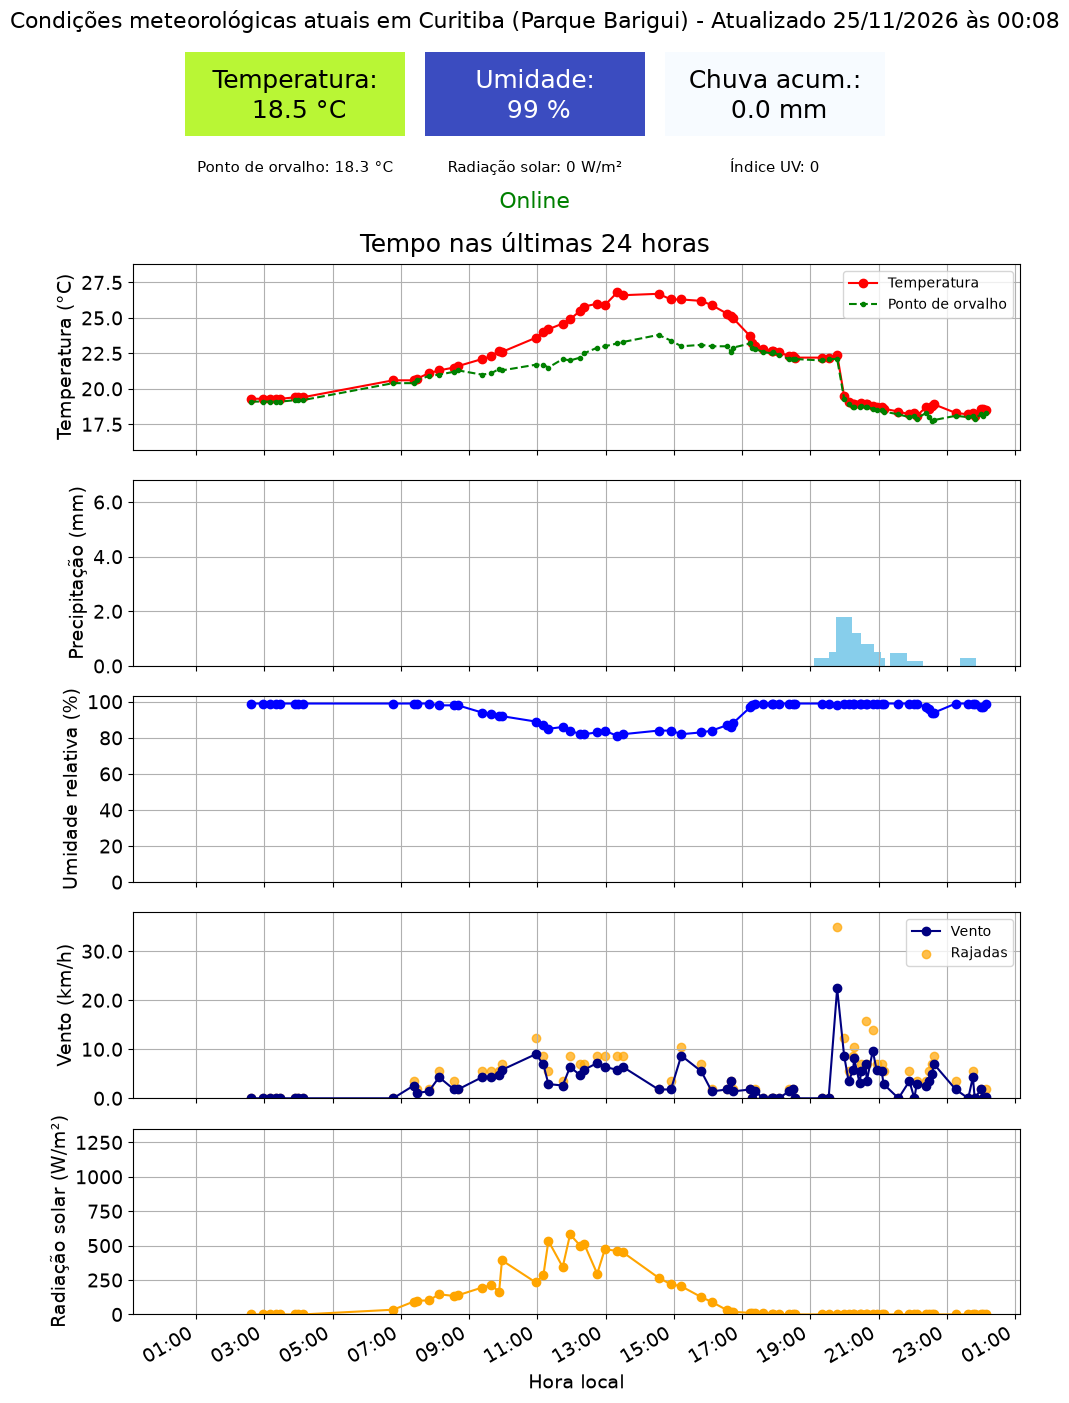 Condições meteorológicas atuais em Curitiba (Parque Barigui) - Atualizado 25/11/2026 às 00:08
Temperatura:
18.5 °C
Umidade:
99 %
Chuva acum.:
0.0 mm
Ponto de orvalho: 18.3 °C
Radiação solar: 0 W/m²
Índice UV: 0
Online
Tempo nas últimas 24 horas
Temperatura (°C)
27.5
25.0
22.5
20.0
17.5
Temperatura
Ponto de orvalho
Precipitação (mm)
6.0
4.0
2.0
0.0
Umidade relativa (%)
100
80
60
40
20
0
Vento (km/h)
30.0
20.0
10.0
0.0
Vento
Rajadas
Radiação solar (W/m²)
1250
1000
750
500
250
0
01:00
03:00
05:00
07:00
09:00
11:00
13:00
15:00
17:00
19:00
21:00
23:00
01:00
Hora local